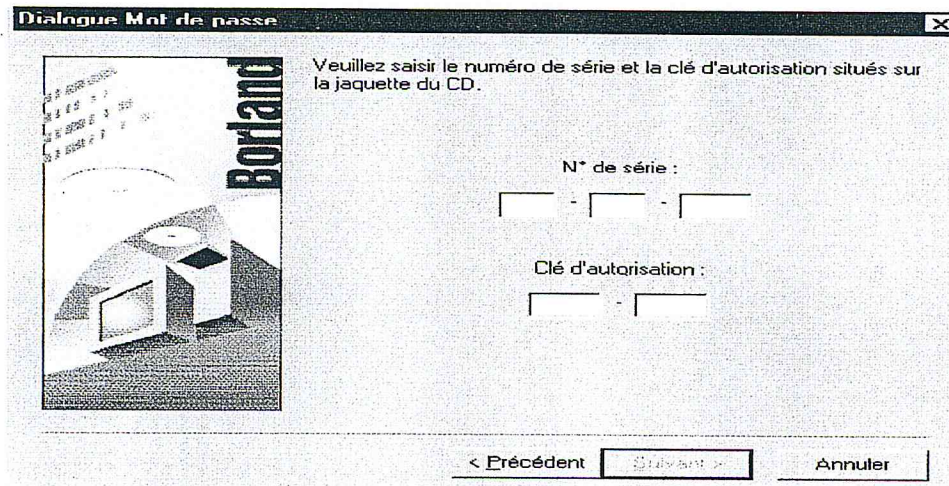 Dialogue Mot de passe
Borland
Veuillez saisir le numéro de série et la clé d'autorisation situés sur
la jaquette du CD.
N° de série :
- -
Clé d'autorisation :
-
< Précédent Suivant > Annuler